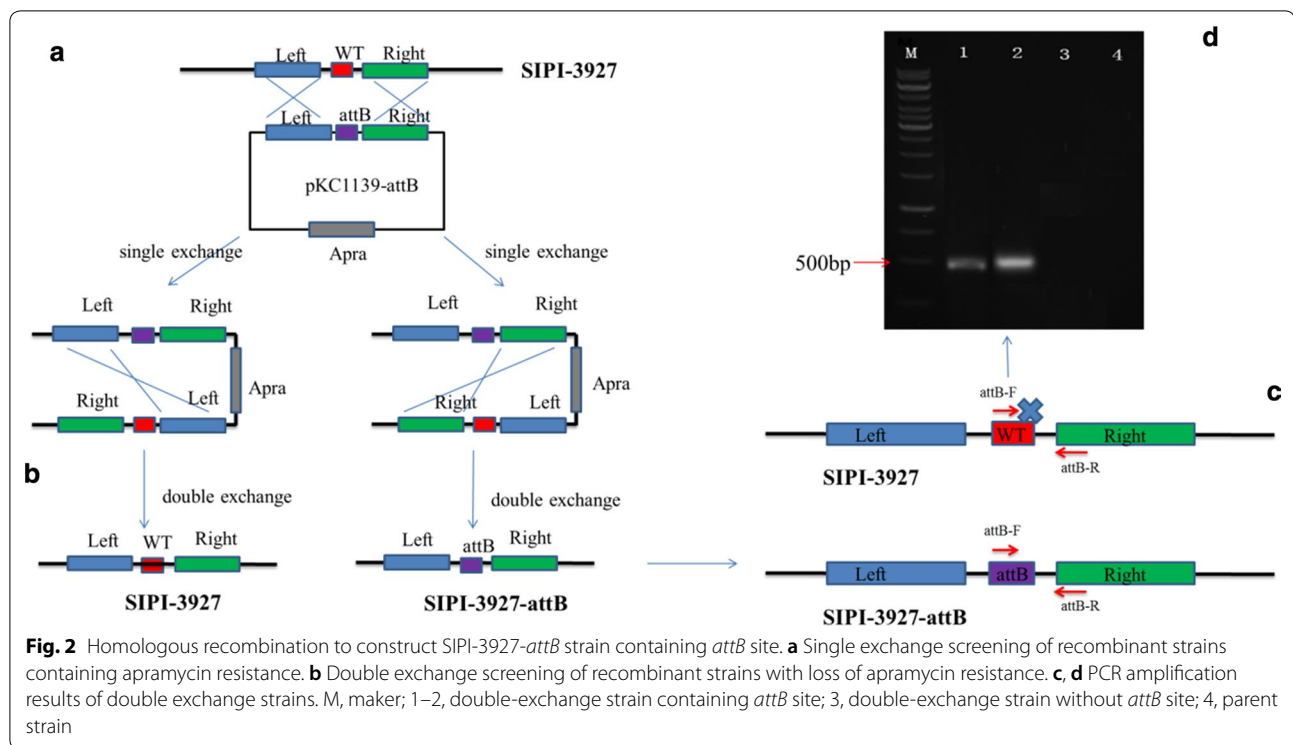 a
Left WT Right
SIPI-3927
Left attB Right
pKC1139-attB
Apra
single exchange single exchange
Left Right
Apra
Right Left
Left Right
Apra
Right Left
b
double exchange double exchange
Left WT Right
SIPI-3927
Left attB Right
SIPI-3927-attB
d
M 1 2 3 4
500bp
c
attB-F
Left WT Right
attB-R
SIPI-3927
attB-F
Left attB Right
attB-R
SIPI-3927-attB
Fig. 2 Homologous recombination to construct SIPI-3927-attB strain containing attB site. a Single exchange screening of recombinant strains
containing apramycin resistance. b Double exchange screening of recombinant strains with loss of apramycin resistance. c, d PCR amplification
results of double exchange strains. M, maker; 1–2, double-exchange strain containing attB site; 3, double-exchange strain without attB site; 4, parent
strain